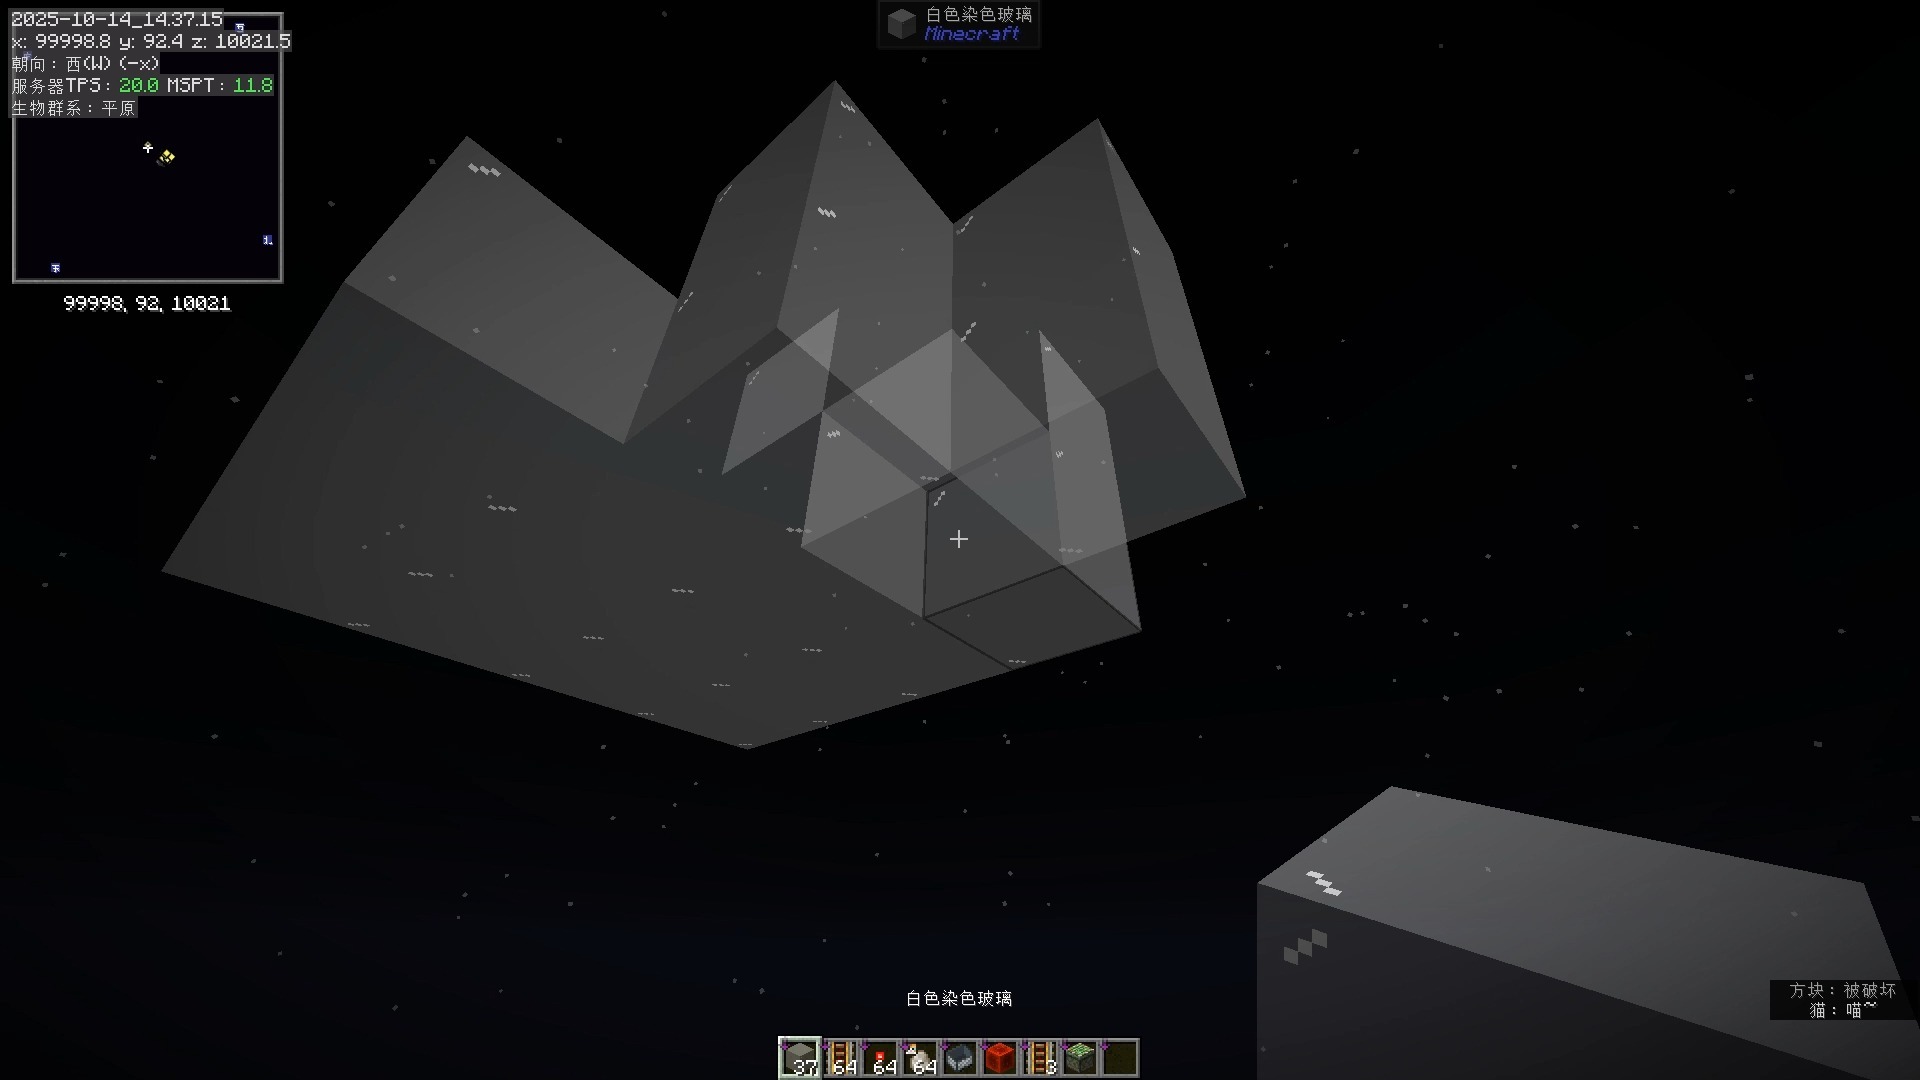 2025-10-14_14.37.15
x: 99998.8 y: 92.4 z: 10021.5
朝向: 西(W) (-x)
服务器TPS: 20.0 MSPT: 11.8
生物群系: 平原
99998, 92, 10021
白色染色玻璃
Minecraft
白色染色玻璃
方块: 被破坏
猫: 喵~
37 64 64 64 3